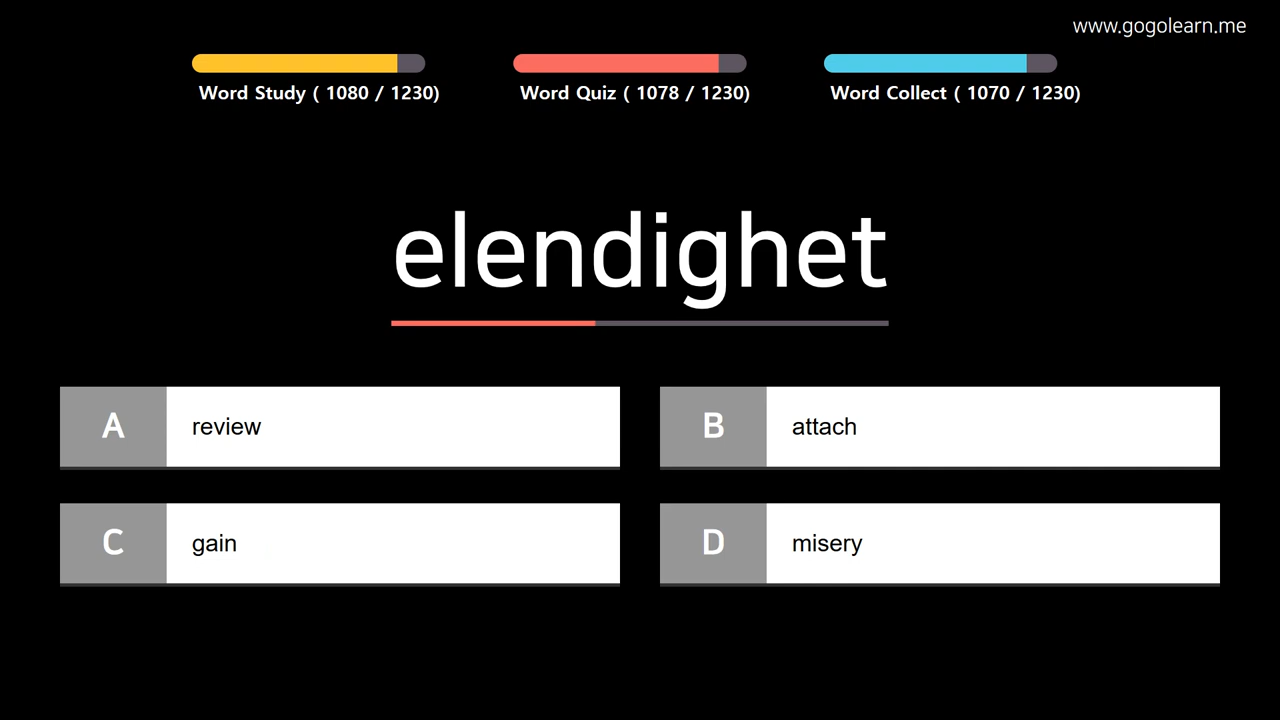 www.gogolearn.me
Word Study ( 1080 / 1230)
Word Quiz ( 1078 / 1230)
Word Collect ( 1070 / 1230)
elendighet
A review
B attach
C gain
D misery